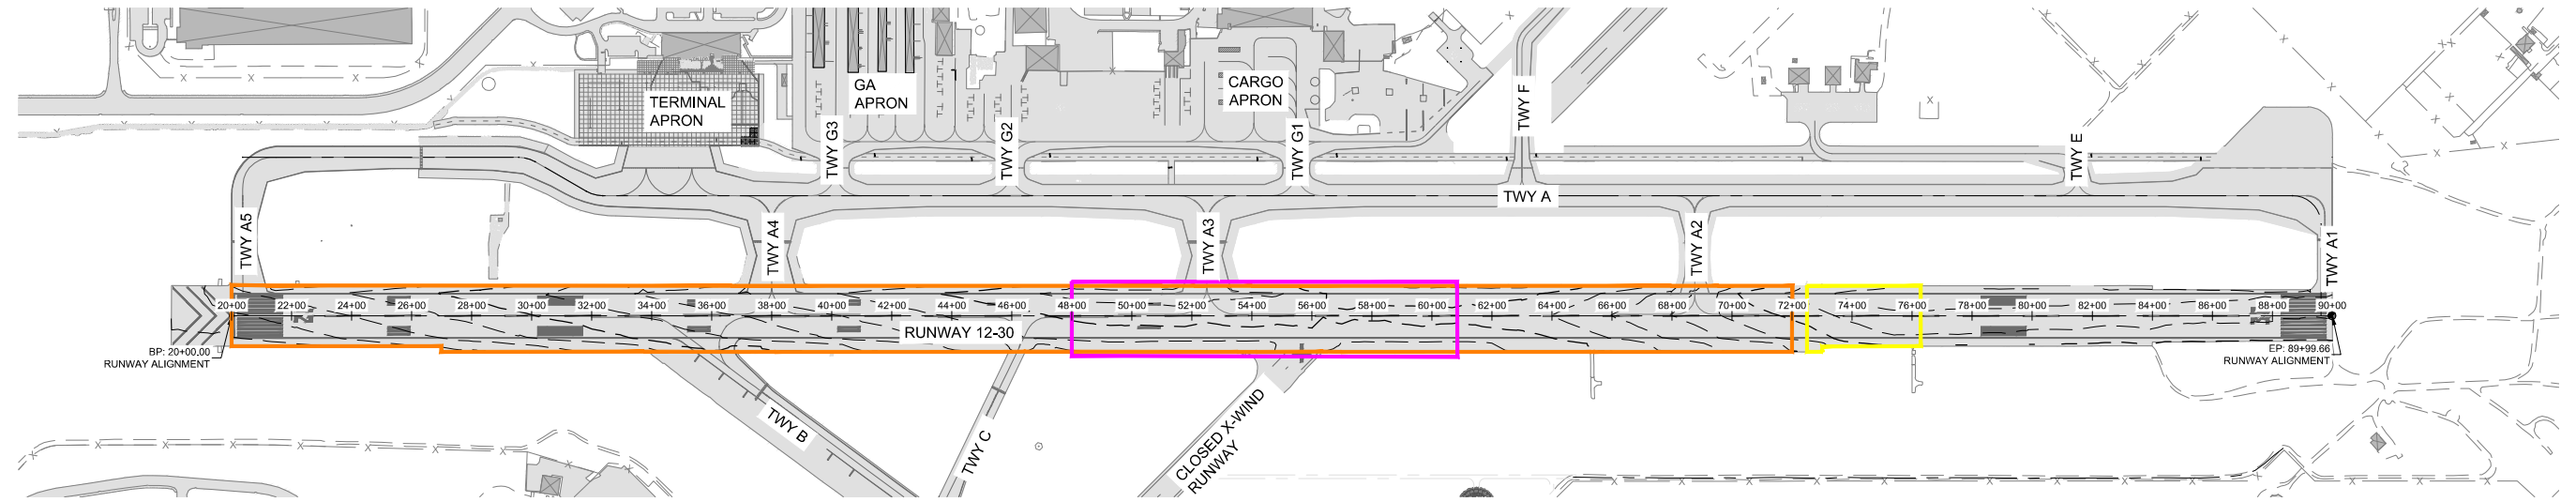 TERMINAL
APRON
GA
APRON
CARGO
APRON
TWY G3
TWY G2
TWY G1
TWY F
TWY E
TWY A
TWY A5
TWY A4
TWY A3
TWY A2
TWY A1
20+00 22+00 24+00 26+00 28+00 30+00 32+00 34+00 36+00 38+00 40+00 42+00 44+00 46+00 48+00 50+00 52+00 54+00 56+00 58+00 60+00 62+00 64+00 66+00 68+00 70+00 72+00 74+00 76+00 78+00 80+00 82+00 84+00 86+00 88+00 90+00
RUNWAY 12-30
BP: 20+00.00
RUNWAY ALIGNMENT
EP: 89+99.66
RUNWAY ALIGNMENT
TWY B
TWY C
CLOSED X-WIND
RUNWAY